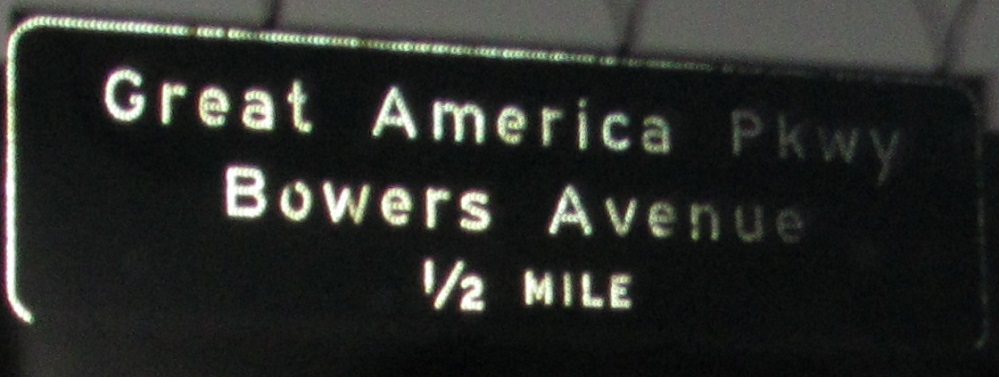 Great America Pkwy
Bowers Avenue
1/2 MILE